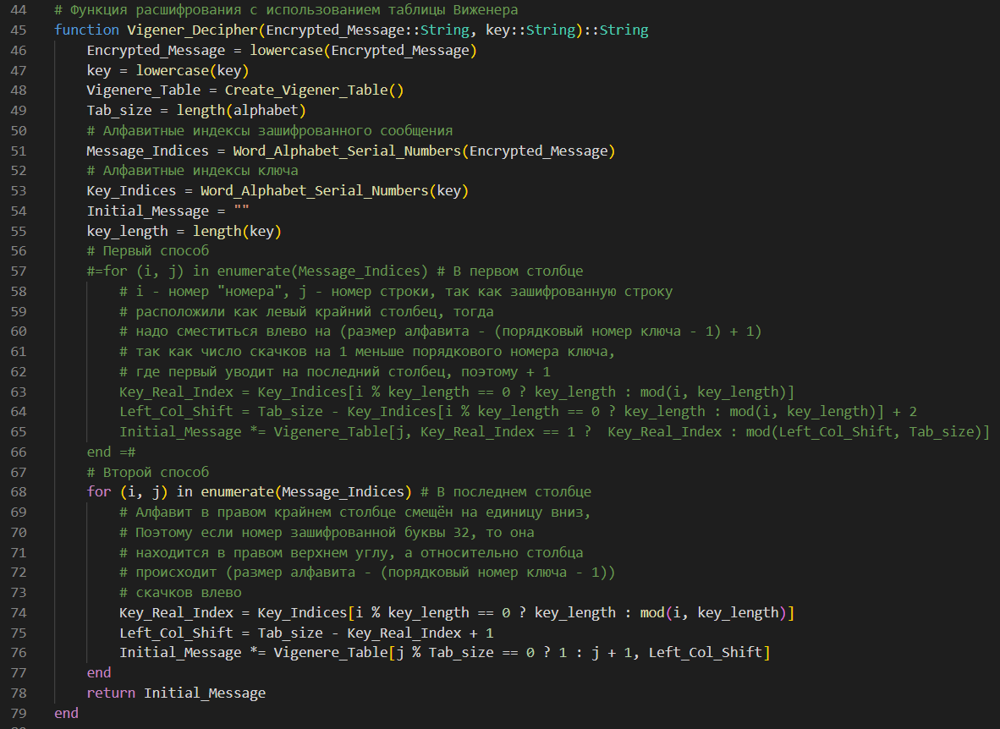 44 # Функция расшифрования с использованием таблицы Виженера
45 function Vigener_Decipher(Encrypted_Message::String, key::String)::String
46     Encrypted_Message = lowercase(Encrypted_Message)
47     key = lowercase(key)
48     Vigenere_Table = Create_Vigener_Table()
49     Tab_size = length(alphabet)
50     # Алфавитные индексы зашифрованного сообщения
51     Message_Indices = Word_Alphabet_Serial_Numbers(Encrypted_Message)
52     # Алфавитные индексы ключа
53     Key_Indices = Word_Alphabet_Serial_Numbers(key)
54     Initial_Message = ""
55     key_length = length(key)
56     # Первый способ
57     #=for (i, j) in enumerate(Message_Indices) # В первом столбце
58         # i - номер "номера", j - номер строки, так как зашифрованную строку
59         # расположили как левый крайний столбец, тогда
60         # надо сместиться влево на (размер алфавита - (порядковый номер ключа - 1) + 1)
61         # так как число скачков на 1 меньше порядкового номера ключа,
62         # где первый уводит на последний столбец, поэтому + 1
63         Key_Real_Index = Key_Indices[i % key_length == 0 ? key_length : mod(i, key_length)]
64         Left_Col_Shift = Tab_size - Key_Indices[i % key_length == 0 ? key_length : mod(i, key_length)] + 2
65         Initial_Message *= Vigenere_Table[j, Key_Real_Index == 1 ?  Key_Real_Index : mod(Left_Col_Shift, Tab_size)]
66     end =#
67     # Второй способ
68     for (i, j) in enumerate(Message_Indices) # В последнем столбце
69         # Алфавит в правом крайнем столбце смещён на единицу вниз,
70         # Поэтому если номер зашифрованной буквы 32, то она
71         # находится в правом верхнем углу, а относительно столбца
72         # происходит (размер алфавита - (порядковый номер ключа - 1))
73         # скачков влево
74         Key_Real_Index = Key_Indices[i % key_length == 0 ? key_length : mod(i, key_length)]
75         Left_Col_Shift = Tab_size - Key_Real_Index + 1
76         Initial_Message *= Vigenere_Table[j % Tab_size == 0 ? 1 : j + 1, Left_Col_Shift]
77     end
78     return Initial_Message
79 end